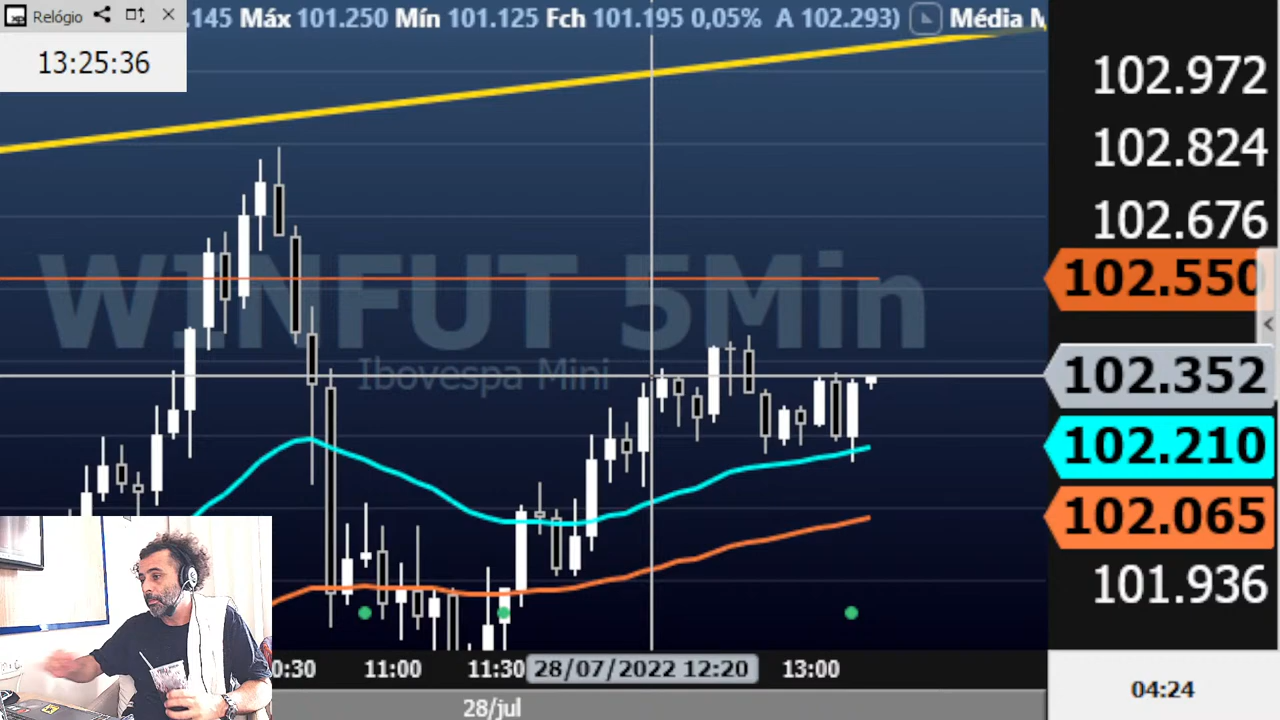 Relógio
13:25:36
.145 Máx 101.250 Mín 101.125 Fch 101.195 0,05% A 102.293) Média M
WINFUT 5Min
Ibovespa Mini
102.972
102.824
102.676
102.550
102.352
102.210
102.065
101.936
0:30 11:00 11:30 28/07/2022 12:20 13:00
04:24
28/jul